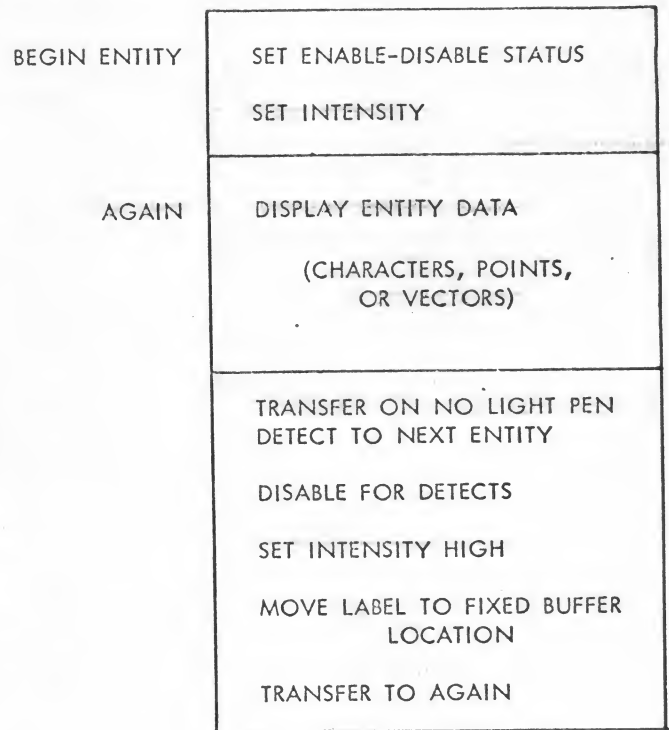 BEGIN ENTITY SET ENABLE-DISABLE STATUS
SET INTENSITY
AGAIN DISPLAY ENTITY DATA
(CHARACTERS, POINTS,
OR VECTORS)
TRANSFER ON NO LIGHT PEN
DETECT TO NEXT ENTITY
DISABLE FOR DETECTS
SET INTENSITY HIGH
MOVE LABEL TO FIXED BUFFER
LOCATION
TRANSFER TO AGAIN